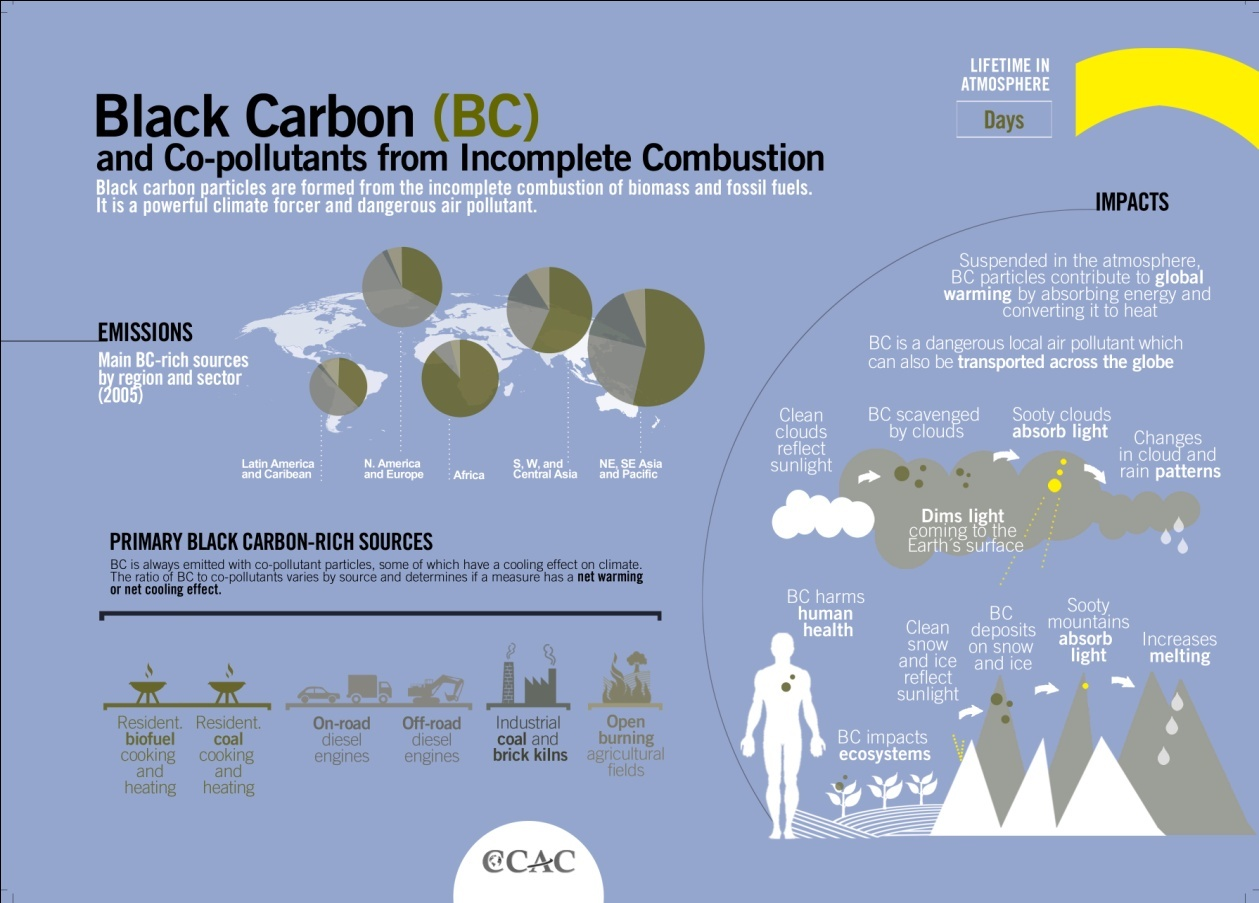 LIFETIME IN
ATMOSPHERE
Days
Black Carbon (BC)
and Co-pollutants from Incomplete Combustion
Black carbon particles are formed from the incomplete combustion of biomass and fossil fuels.
It is a powerful climate forcer and dangerous air pollutant.
EMISSIONS
Main BC-rich sources
by region and sector
(2005)
Latin America
and Caribean
N. America
and Europe
Africa
S, W, and
Central Asia
NE, SE Asia
and Pacific
PRIMARY BLACK CARBON-RICH SOURCES
BC is always emitted with co-pollutant particles, some of which have a cooling effect on climate.
The ratio of BC to co-pollutants varies by source and determines if a measure has a net warming
or net cooling effect.
Resident.
biofuel
cooking
and
heating
Resident.
coal
cooking
and
heating
On-road
diesel
engines
Off-road
diesel
engines
Industrial
coal and
brick kilns
Open
burning
agricultural
fields
IMPACTS
Suspended in the atmosphere,
BC particles contribute to global
warming by absorbing energy and
converting it to heat
BC is a dangerous local air pollutant which
can also be transported across the globe
Clean
clouds
reflect
sunlight
BC scavenged
by clouds
Sooty clouds
absorb light
Changes
in cloud and
rain patterns
Dims light
coming to the
Earth's surface
BC harms
human
health
Clean
snow
and ice
reflect
sunlight
BC
deposits
on snow
and ice
Sooty
mountains
absorb
light
Increases
melting
BC impacts
ecosystems
CCAC